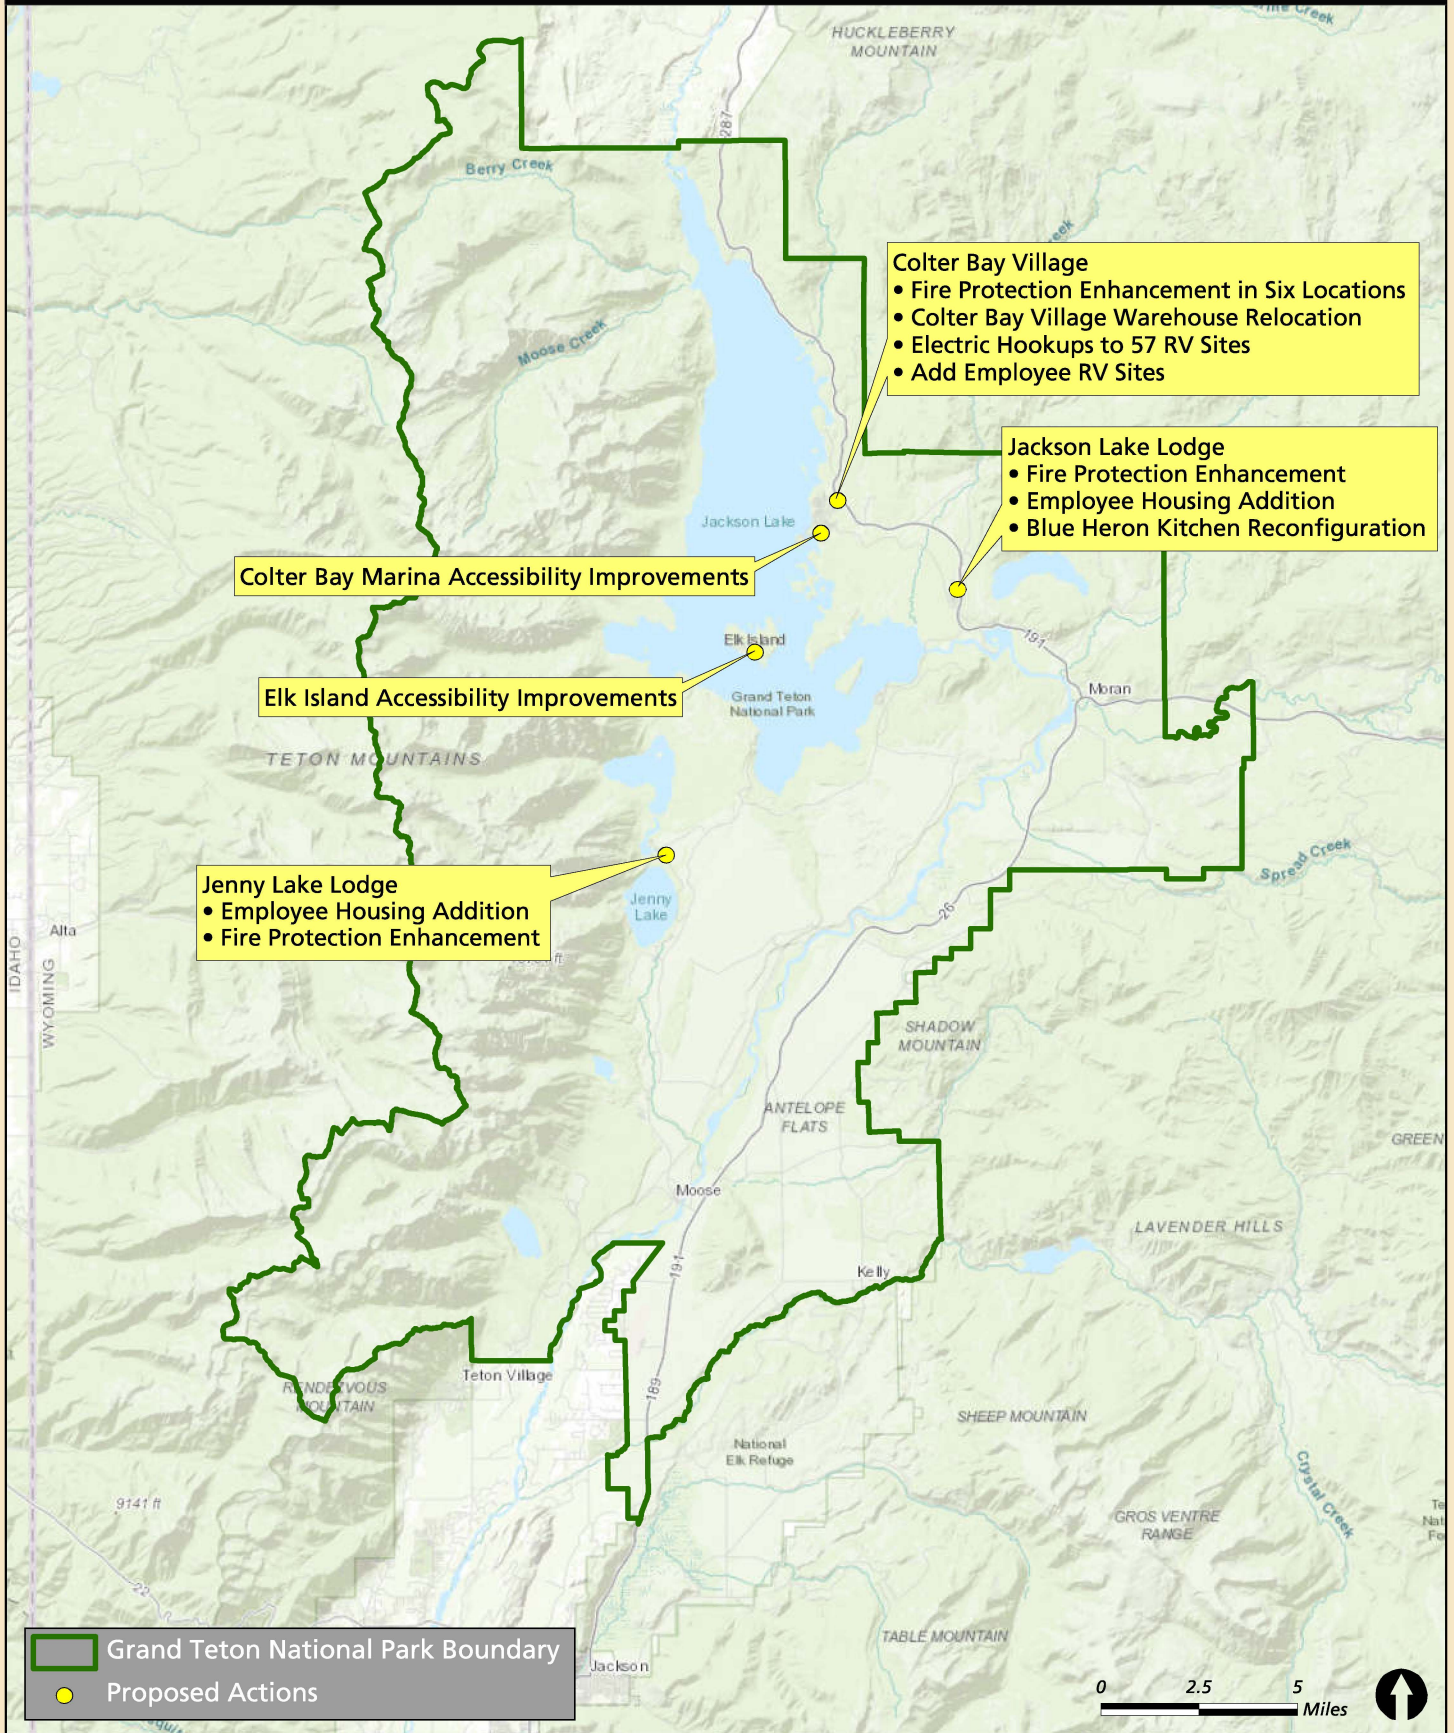 HUCKLEBERRY
MOUNTAIN
287
Berry Creek
Moose Creek
Colter Bay Village
• Fire Protection Enhancement in Six Locations
• Colter Bay Village Warehouse Relocation
• Electric Hookups to 57 RV Sites
• Add Employee RV Sites
Jackson Lake Lodge
• Fire Protection Enhancement
• Employee Housing Addition
• Blue Heron Kitchen Reconfiguration
Jackson Lake
Colter Bay Marina Accessibility Improvements
Elk Island
191
Elk Island Accessibility Improvements
Grand Teton
National Park
Moran
TETON MOUNTAINS
Spread Creek
Jenny Lake Lodge
• Employee Housing Addition
• Fire Protection Enhancement
Jenny
Lake
26
Alta
IDAHO
WYOMING
ft
SHADOW
MOUNTAIN
ANTELOPE
FLATS
GREEN
Moose
LAVENDER HILLS
191
Kelly
Teton Village
RENDEZVOUS
MOUNTAIN
189
SHEEP MOUNTAIN
National
Elk Refuge
Crystal Creek
9141 ft
GROS VENTRE
RANGE
Te
Nat
Fo
22
TABLE MOUNTAIN
Jackson
Grand Teton National Park Boundary
Proposed Actions
0 2.5 5
Miles